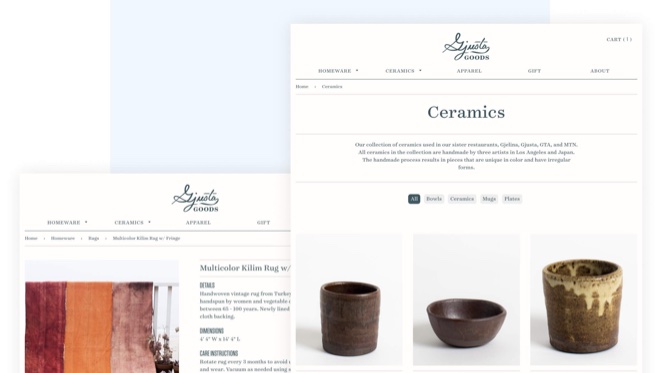 Gjusta
GOODS
CART ( 1 )
HOMEWARE
CERAMICS
APPAREL
GIFT
ABOUT
Home › Ceramics
Ceramics
Our collection of ceramics used in our sister restaurants, Gjelina, Gjusta, GTA, and MTN.
All ceramics in the collection are handmade by three artists in Los Angeles and Japan.
The handmade process results in pieces that are unique in color and have irregular
forms.
All
Bowls
Ceramics
Mugs
Plates
Gjusta
GOODS
HOMEWARE
CERAMICS
APPAREL
GIFT
Home › Homeware › Rugs › Multicolor Kilim Rug w/ Fringe
Multicolor Kilim Rug w/
DETAILS
Handwoven vintage rug from Turkey
handspun by women and vegetable
between 65 - 100 years. Newly lined
cloth backing.
DIMENSIONS
CARE INSTRUCTIONS
Rotate rug every 3 months to avoid
and wear. Vacuum as needed using